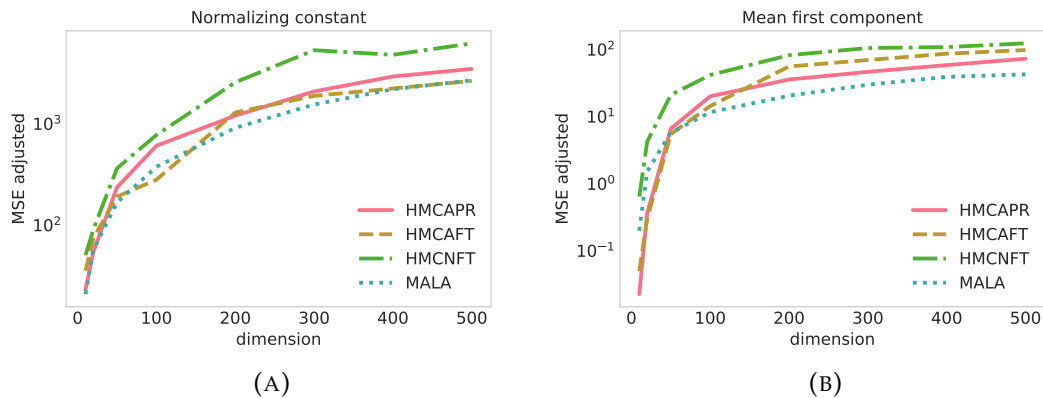 Normalizing constant
MSE adjusted
10^3
10^2
HMCAPR
HMCAFT
HMCNFT
MALA
0 100 200 300 400 500
dimension
(A)
Mean first component
MSE adjusted
10^2
10^1
10^0
10^−1
HMCAPR
HMCAFT
HMCNFT
MALA
0 100 200 300 400 500
dimension
(B)